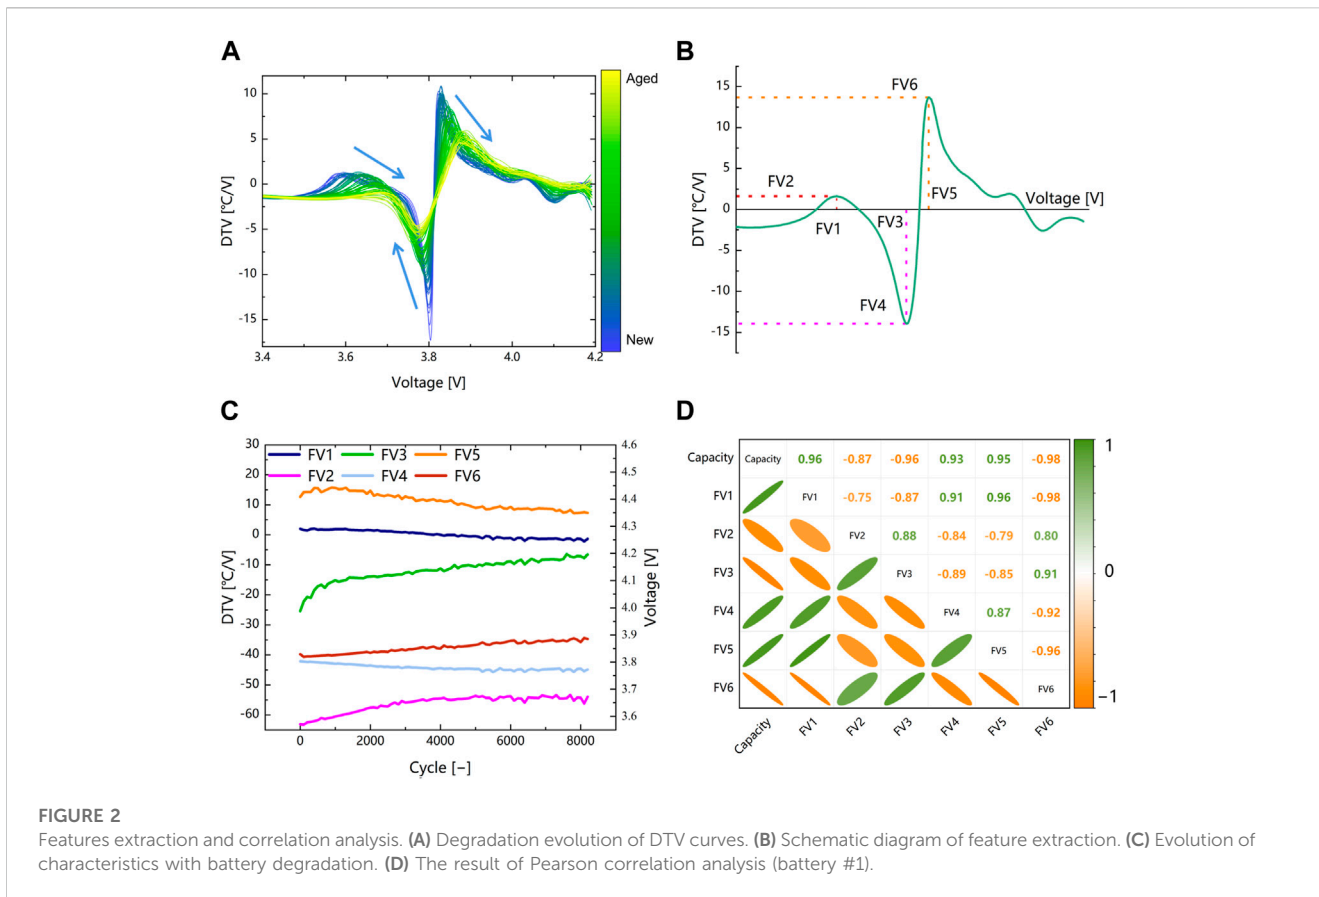 A
DTV [°C/V]
10
5
0
-5
-10
-15
3.4
3.6
3.8
4.0
4.2
Voltage [V]
Aged
New
B
DTV [°C/V]
15
10
5
0
-5
-10
-15
FV6
FV2
FV5
Voltage [V]
FV1
FV3
FV4
C
DTV [°C/V]
30
20
10
0
-10
-20
-30
-40
-50
-60
FV1 FV3 FV5
FV2 FV4 FV6
4.6
4.5
4.4
4.3
4.2
4.1
4.0
3.9
3.8
3.7
3.6
Voltage [V]
0 2000 4000 6000 8000
Cycle [−]
D
Capacity Capacity 0.96 -0.87 -0.96 0.93 0.95 -0.98
FV1 FV1 -0.75 -0.87 0.91 0.96 -0.98
FV2 FV2 0.88 -0.84 -0.79 0.80
FV3 FV3 -0.89 -0.85 0.91
FV4 FV4 0.87 -0.92
FV5 FV5 -0.96
FV6 FV6
Capacity FV1 FV2 FV3 FV4 FV5 FV6
1
0
−1
FIGURE 2
Features extraction and correlation analysis. (A) Degradation evolution of DTV curves. (B) Schematic diagram of feature extraction. (C) Evolution of
characteristics with battery degradation. (D) The result of Pearson correlation analysis (battery #1).